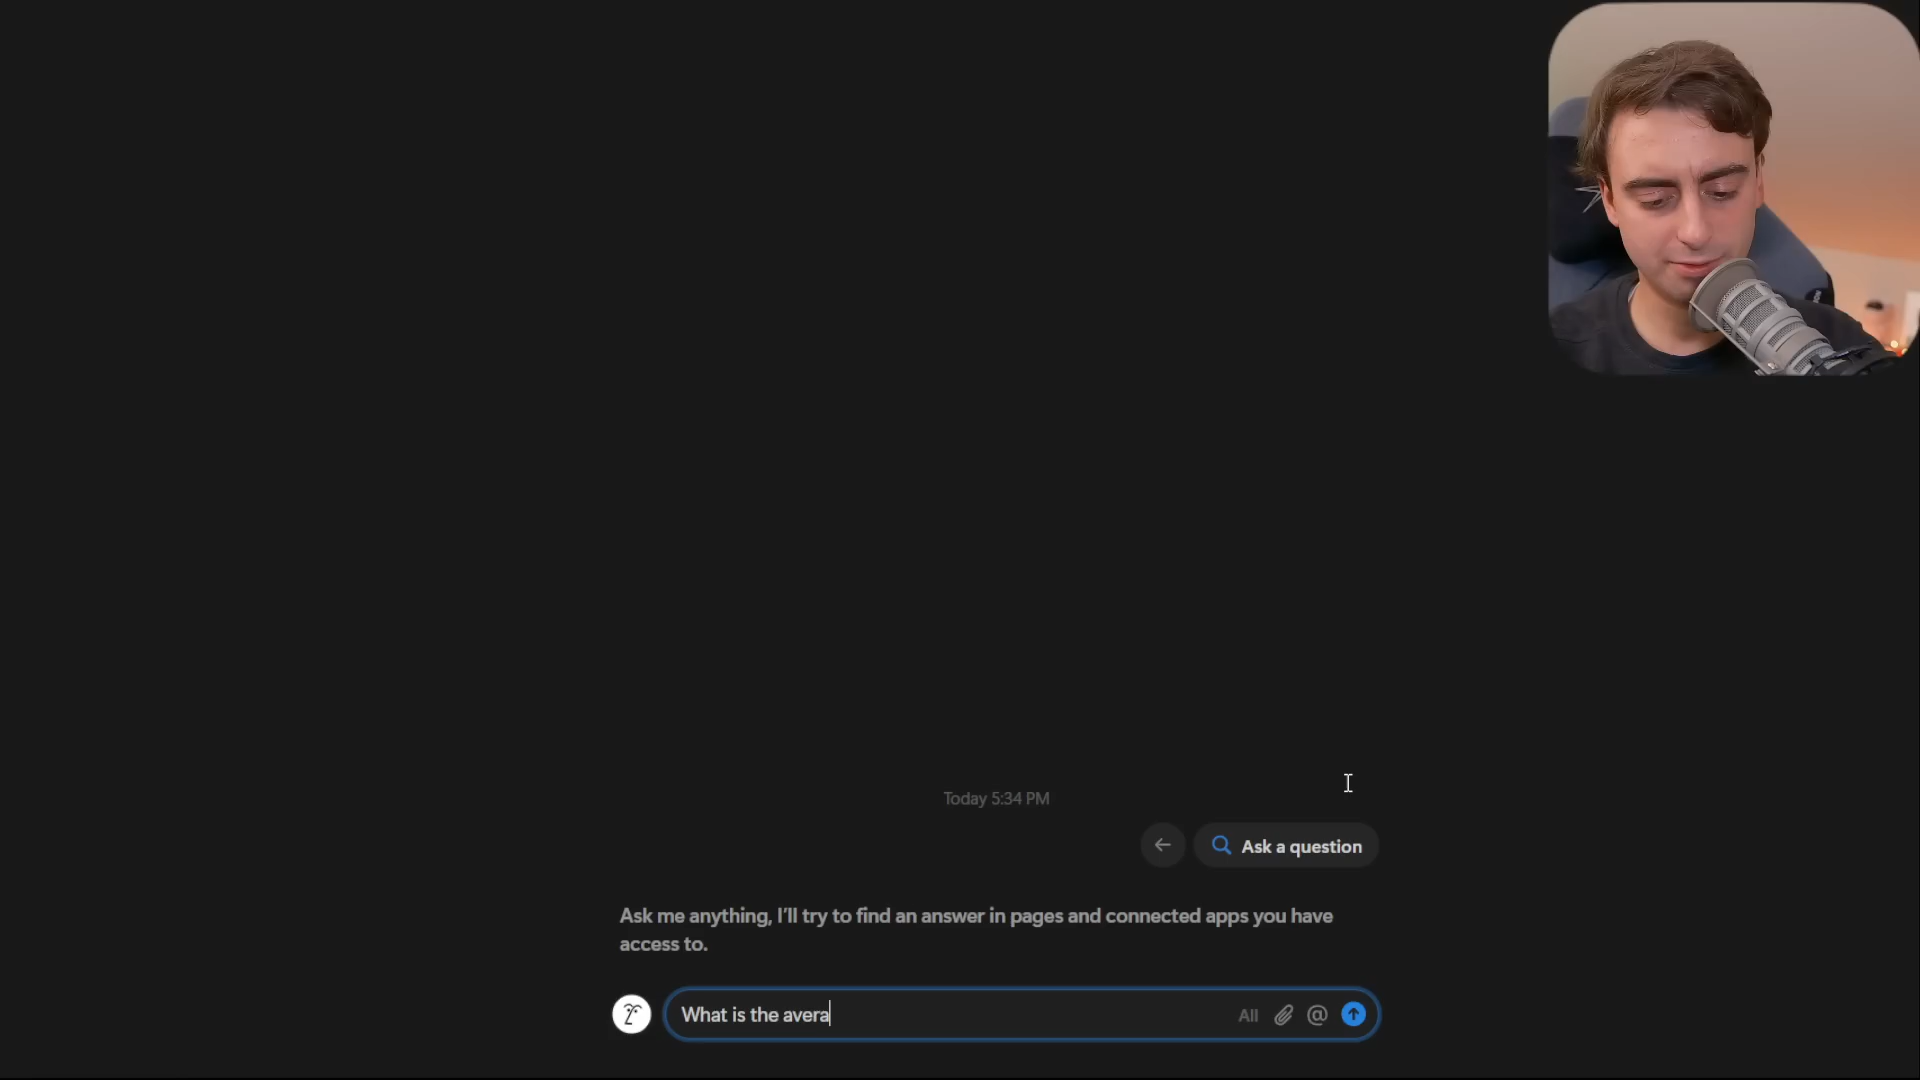 Today 5:34 PM
Ask a question
Ask me anything, I'll try to find an answer in pages and connected apps you have
access to.
What is the avera
All